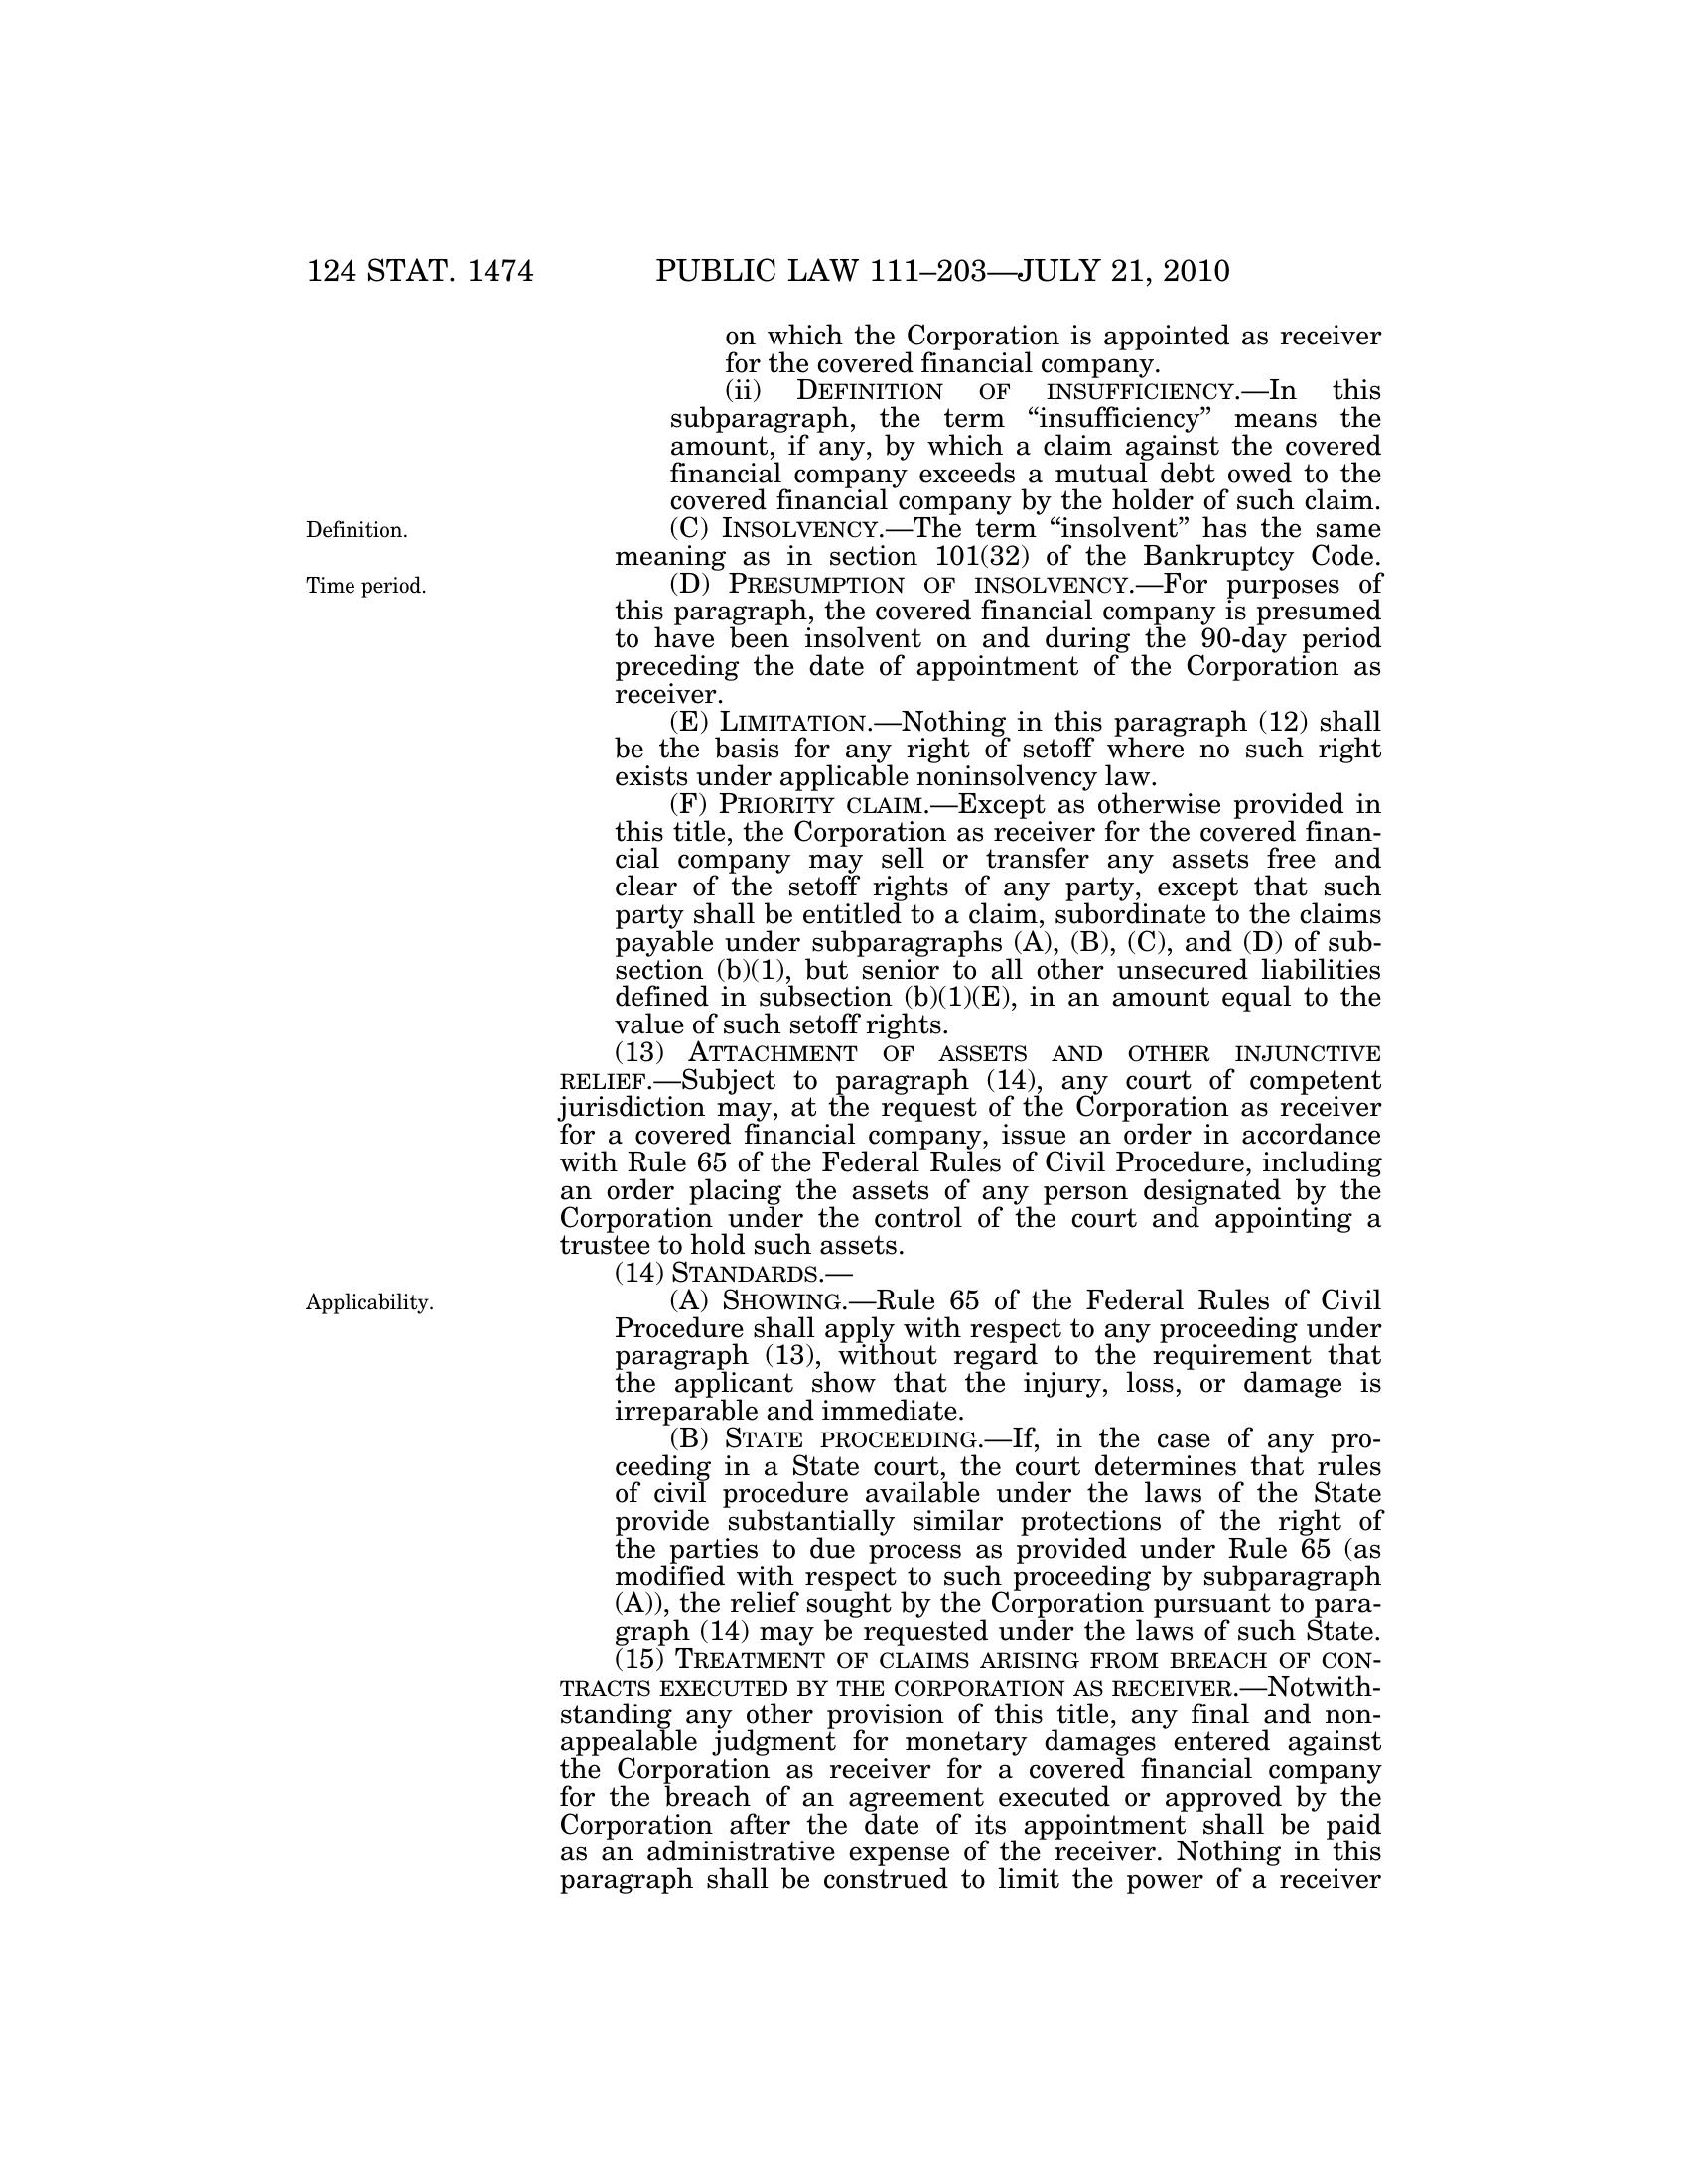 124 STAT. 1474 PUBLIC LAW 111–203—JULY 21, 2010
on which the Corporation is appointed as receiver
for the covered financial company.
(ii) DEFINITION OF INSUFFICIENCY.—In this
subparagraph, the term “insufficiency” means the
amount, if any, by which a claim against the covered
financial company exceeds a mutual debt owed to the
covered financial company by the holder of such claim.
Definition.
(C) INSOLVENCY.—The term “insolvent” has the same
meaning as in section 101(32) of the Bankruptcy Code.
Time period.
(D) PRESUMPTION OF INSOLVENCY.—For purposes of
this paragraph, the covered financial company is presumed
to have been insolvent on and during the 90-day period
preceding the date of appointment of the Corporation as
receiver.
(E) LIMITATION.—Nothing in this paragraph (12) shall
be the basis for any right of setoff where no such right
exists under applicable noninsolvency law.
(F) PRIORITY CLAIM.—Except as otherwise provided in
this title, the Corporation as receiver for the covered finan-
cial company may sell or transfer any assets free and
clear of the setoff rights of any party, except that such
party shall be entitled to a claim, subordinate to the claims
payable under subparagraphs (A), (B), (C), and (D) of sub-
section (b)(1), but senior to all other unsecured liabilities
defined in subsection (b)(1)(E), in an amount equal to the
value of such setoff rights.
(13) ATTACHMENT OF ASSETS AND OTHER INJUNCTIVE
RELIEF.—Subject to paragraph (14), any court of competent
jurisdiction may, at the request of the Corporation as receiver
for a covered financial company, issue an order in accordance
with Rule 65 of the Federal Rules of Civil Procedure, including
an order placing the assets of any person designated by the
Corporation under the control of the court and appointing a
trustee to hold such assets.
(14) STANDARDS.—
Applicability.
(A) SHOWING.—Rule 65 of the Federal Rules of Civil
Procedure shall apply with respect to any proceeding under
paragraph (13), without regard to the requirement that
the applicant show that the injury, loss, or damage is
irreparable and immediate.
(B) STATE PROCEEDING.—If, in the case of any pro-
ceeding in a State court, the court determines that rules
of civil procedure available under the laws of the State
provide substantially similar protections of the right of
the parties to due process as provided under Rule 65 (as
modified with respect to such proceeding by subparagraph
(A)), the relief sought by the Corporation pursuant to para-
graph (14) may be requested under the laws of such State.
(15) TREATMENT OF CLAIMS ARISING FROM BREACH OF CON-
TRACTS EXECUTED BY THE CORPORATION AS RECEIVER.—Notwith-
standing any other provision of this title, any final and non-
appealable judgment for monetary damages entered against
the Corporation as receiver for a covered financial company
for the breach of an agreement executed or approved by the
Corporation after the date of its appointment shall be paid
as an administrative expense of the receiver. Nothing in this
paragraph shall be construed to limit the power of a receiver